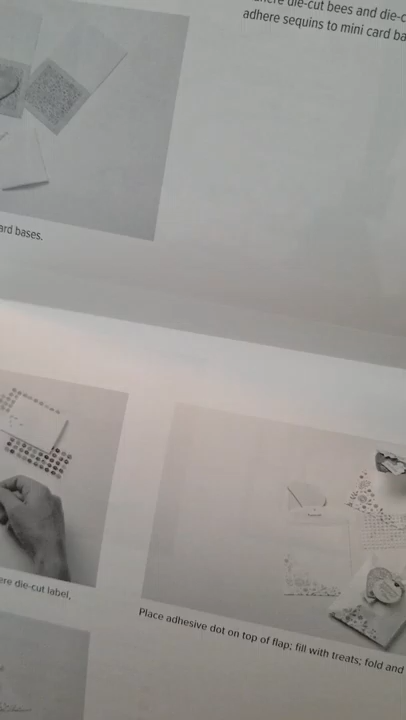 die-cut bees and die-c
adhere sequins to mini card ba
ard bases.
ere die-cut label,
Place adhesive dot on top of flap; fill with treats; fold and